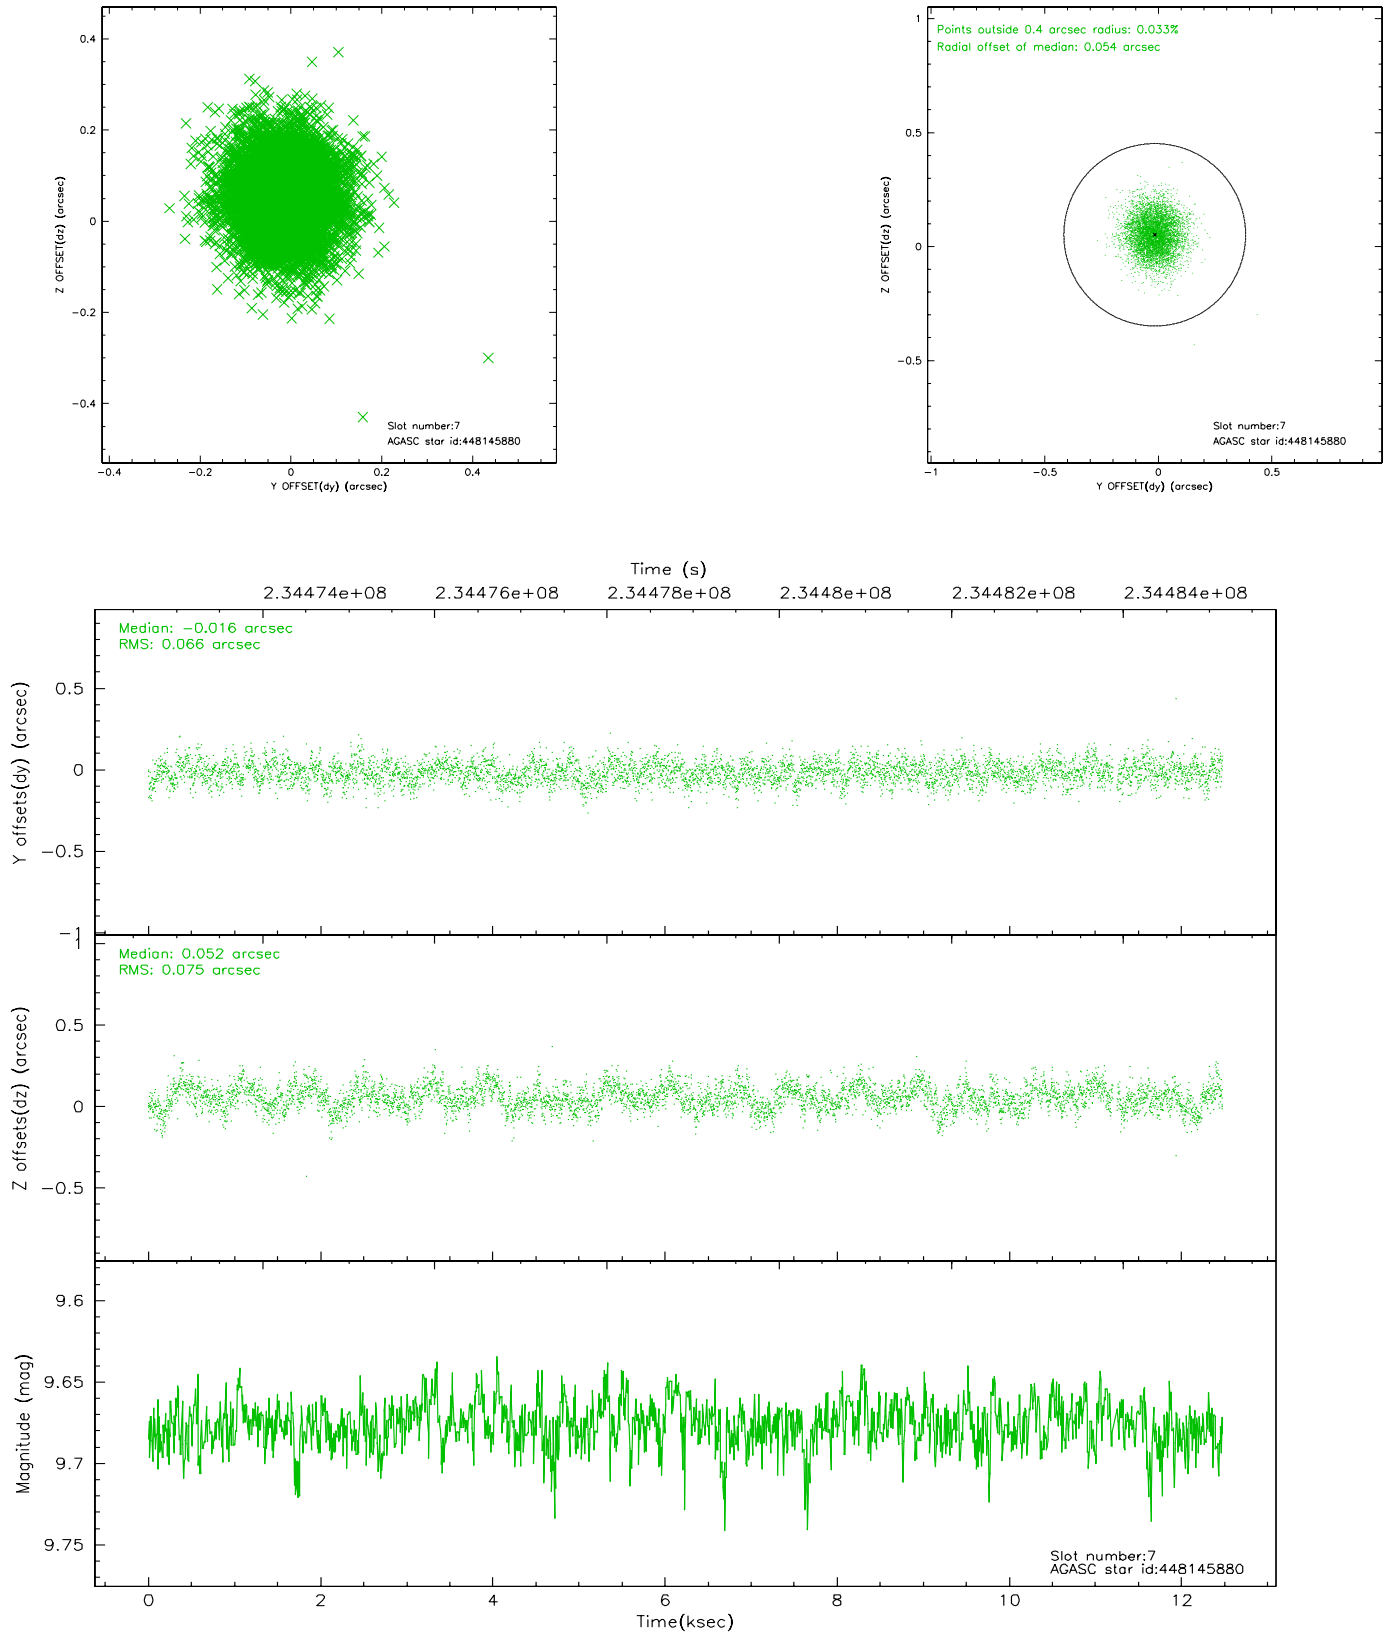 0.4
0.2
0
−0.2
−0.4
Z OFFSET(dz) (arcsec)
Slot number:7
AGASC star id:448145880
−0.4
−0.2
0
0.2
0.4
Y OFFSET(dy) (arcsec)
Points outside 0.4 arcsec radius: 0.033%
Radial offset of median: 0.054 arcsec
1
0.5
0
−0.5
Z OFFSET(dz) (arcsec)
Slot number:7
AGASC star id:448145880
−1
−0.5
0
0.5
Y OFFSET(dy) (arcsec)
Time (s)
2.34474e+08
2.34476e+08
2.34478e+08
2.3448e+08
2.34482e+08
2.34484e+08
Median: −0.016 arcsec
RMS: 0.066 arcsec
0.5
0
−0.5
−1
Y offsets(dy) (arcsec)
Median: 0.052 arcsec
RMS: 0.075 arcsec
1
0.5
0
−0.5
Z offsets(dz) (arcsec)
9.6
9.65
9.7
9.75
Magnitude (mag)
Slot number:7
AGASC star id:448145880
0
2
4
6
8
10
12
Time(ksec)